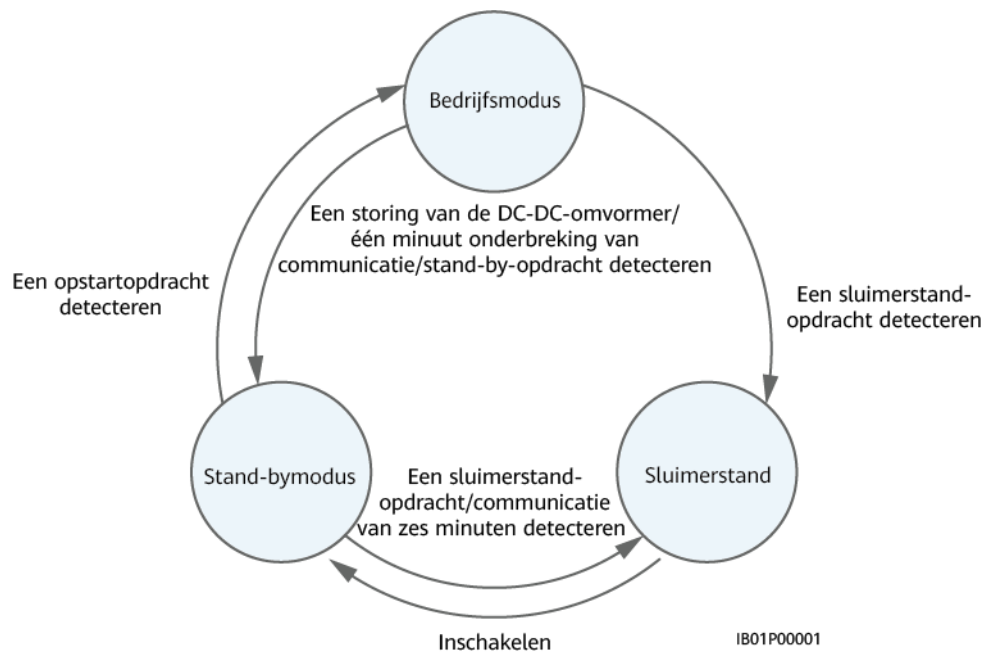 Bedrijfsmodus
Een storing van de DC-DC-omvormer/
één minuut onderbreking van
communicatie/stand-by-opdracht detecteren
Een opstartopdracht
detecteren
Een sluimerstand-
opdracht detecteren
Stand-bymodus
Een sluimerstand-
opdracht/communicatie
van zes minuten detecteren
Sluimerstand
Inschakelen
IB01P00001